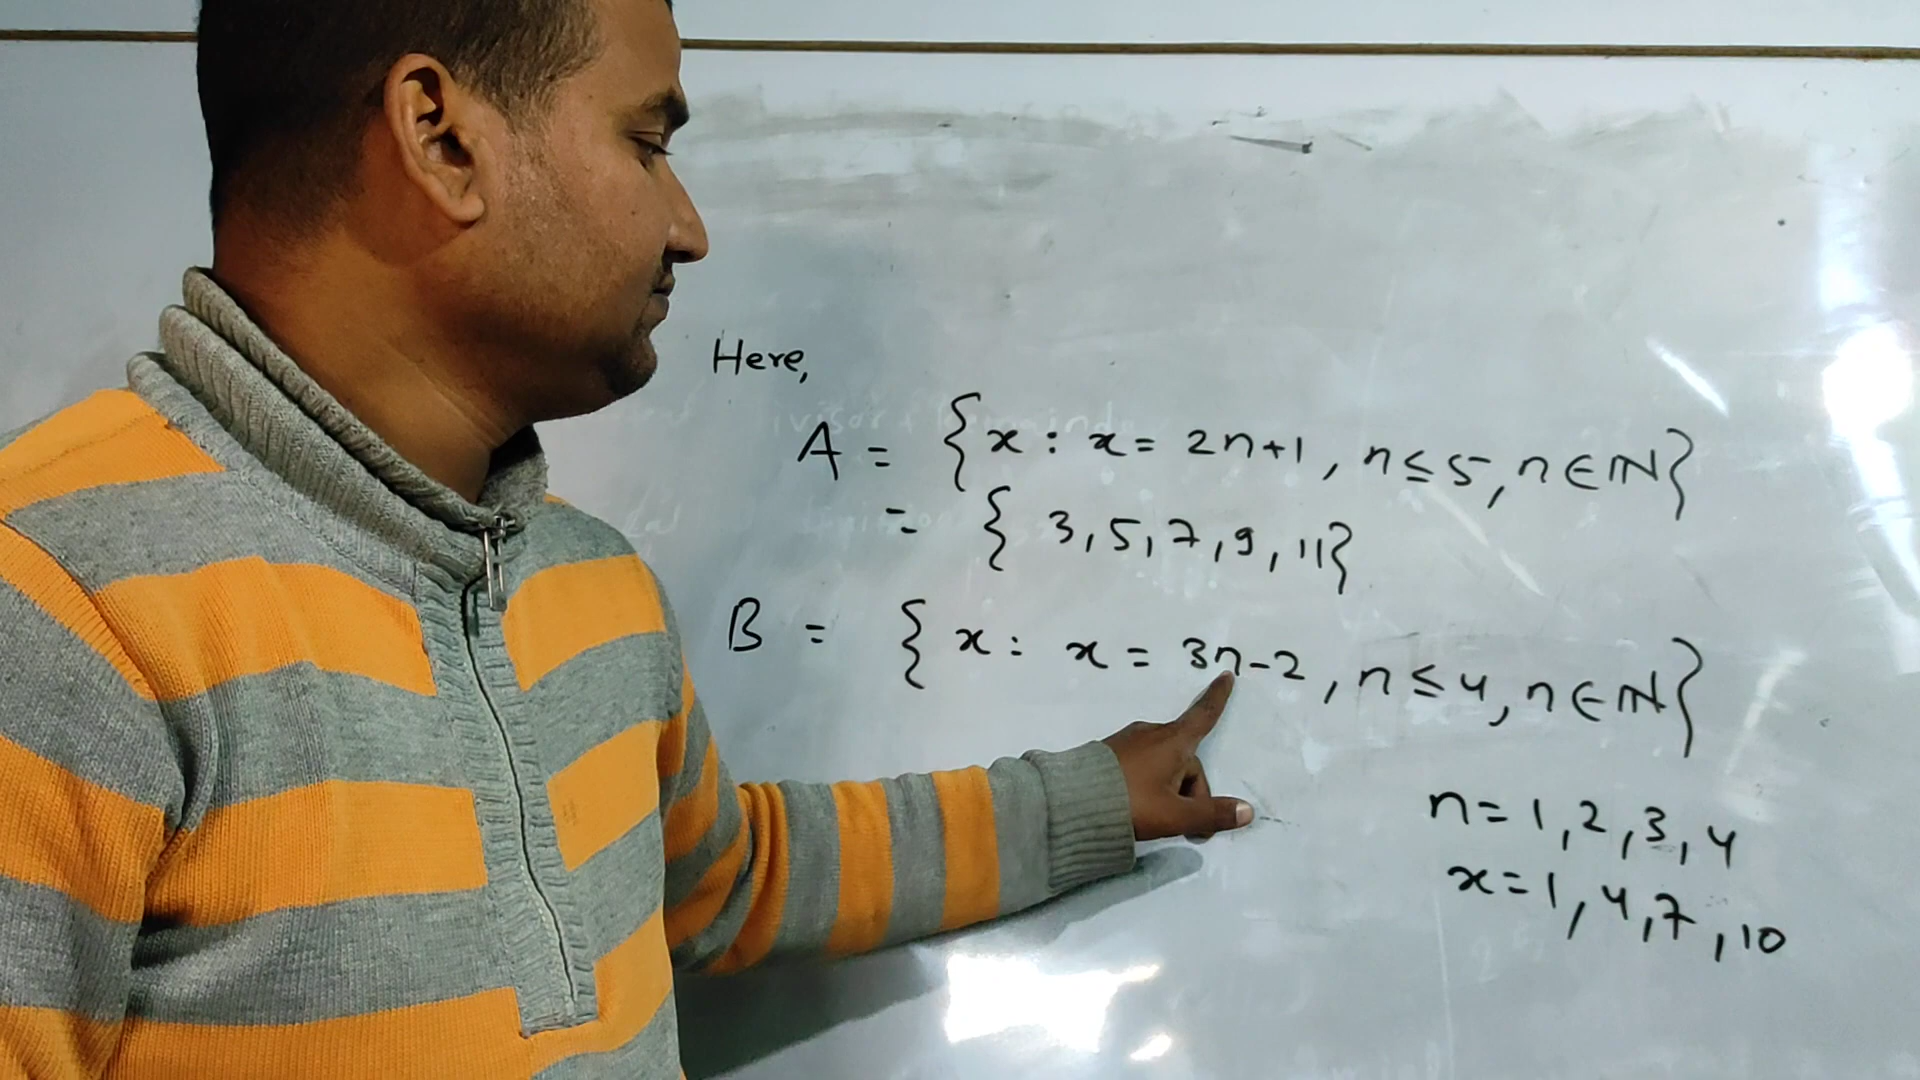 Here,
A = {x : x = 2n+1, n ≤ 5, n ∈ ℕ}
= {3, 5, 7, 9, 11}
B = {x : x = 3n-2, n ≤ 4, n ∈ ℕ}
n = 1, 2, 3, 4
x = 1, 4, 7, 10